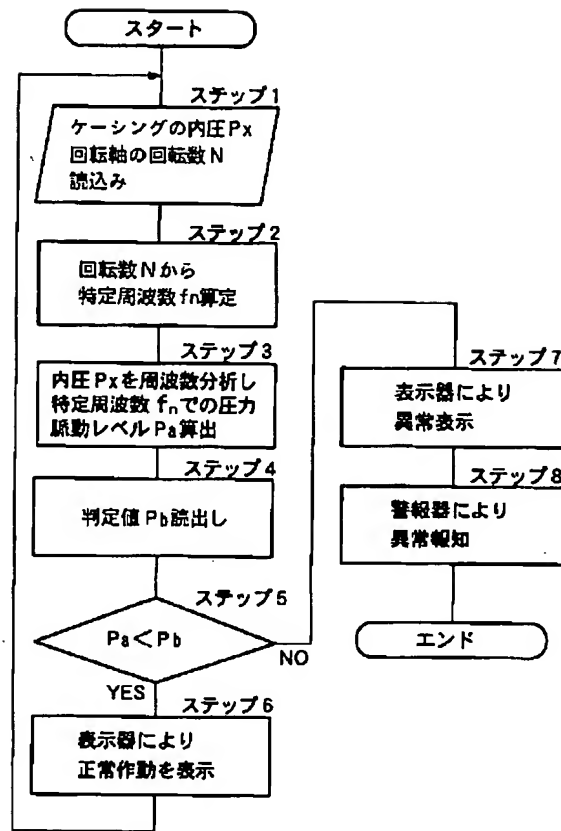 スタート
ステップ1
ケーシングの内圧Px
回転軸の回転数N
読込み
ステップ2
回転数Nから
特定周波数fn算定
ステップ3
内圧Pxを周波数分析し
特定周波数fnでの圧力
脈動レベルPa算出
ステップ4
判定値Pb読出し
ステップ5
Pa<Pb
NO
YES
ステップ6
表示器により
正常作動を表示
ステップ7
表示器により
異常表示
ステップ8
警報器により
異常報知
エンド